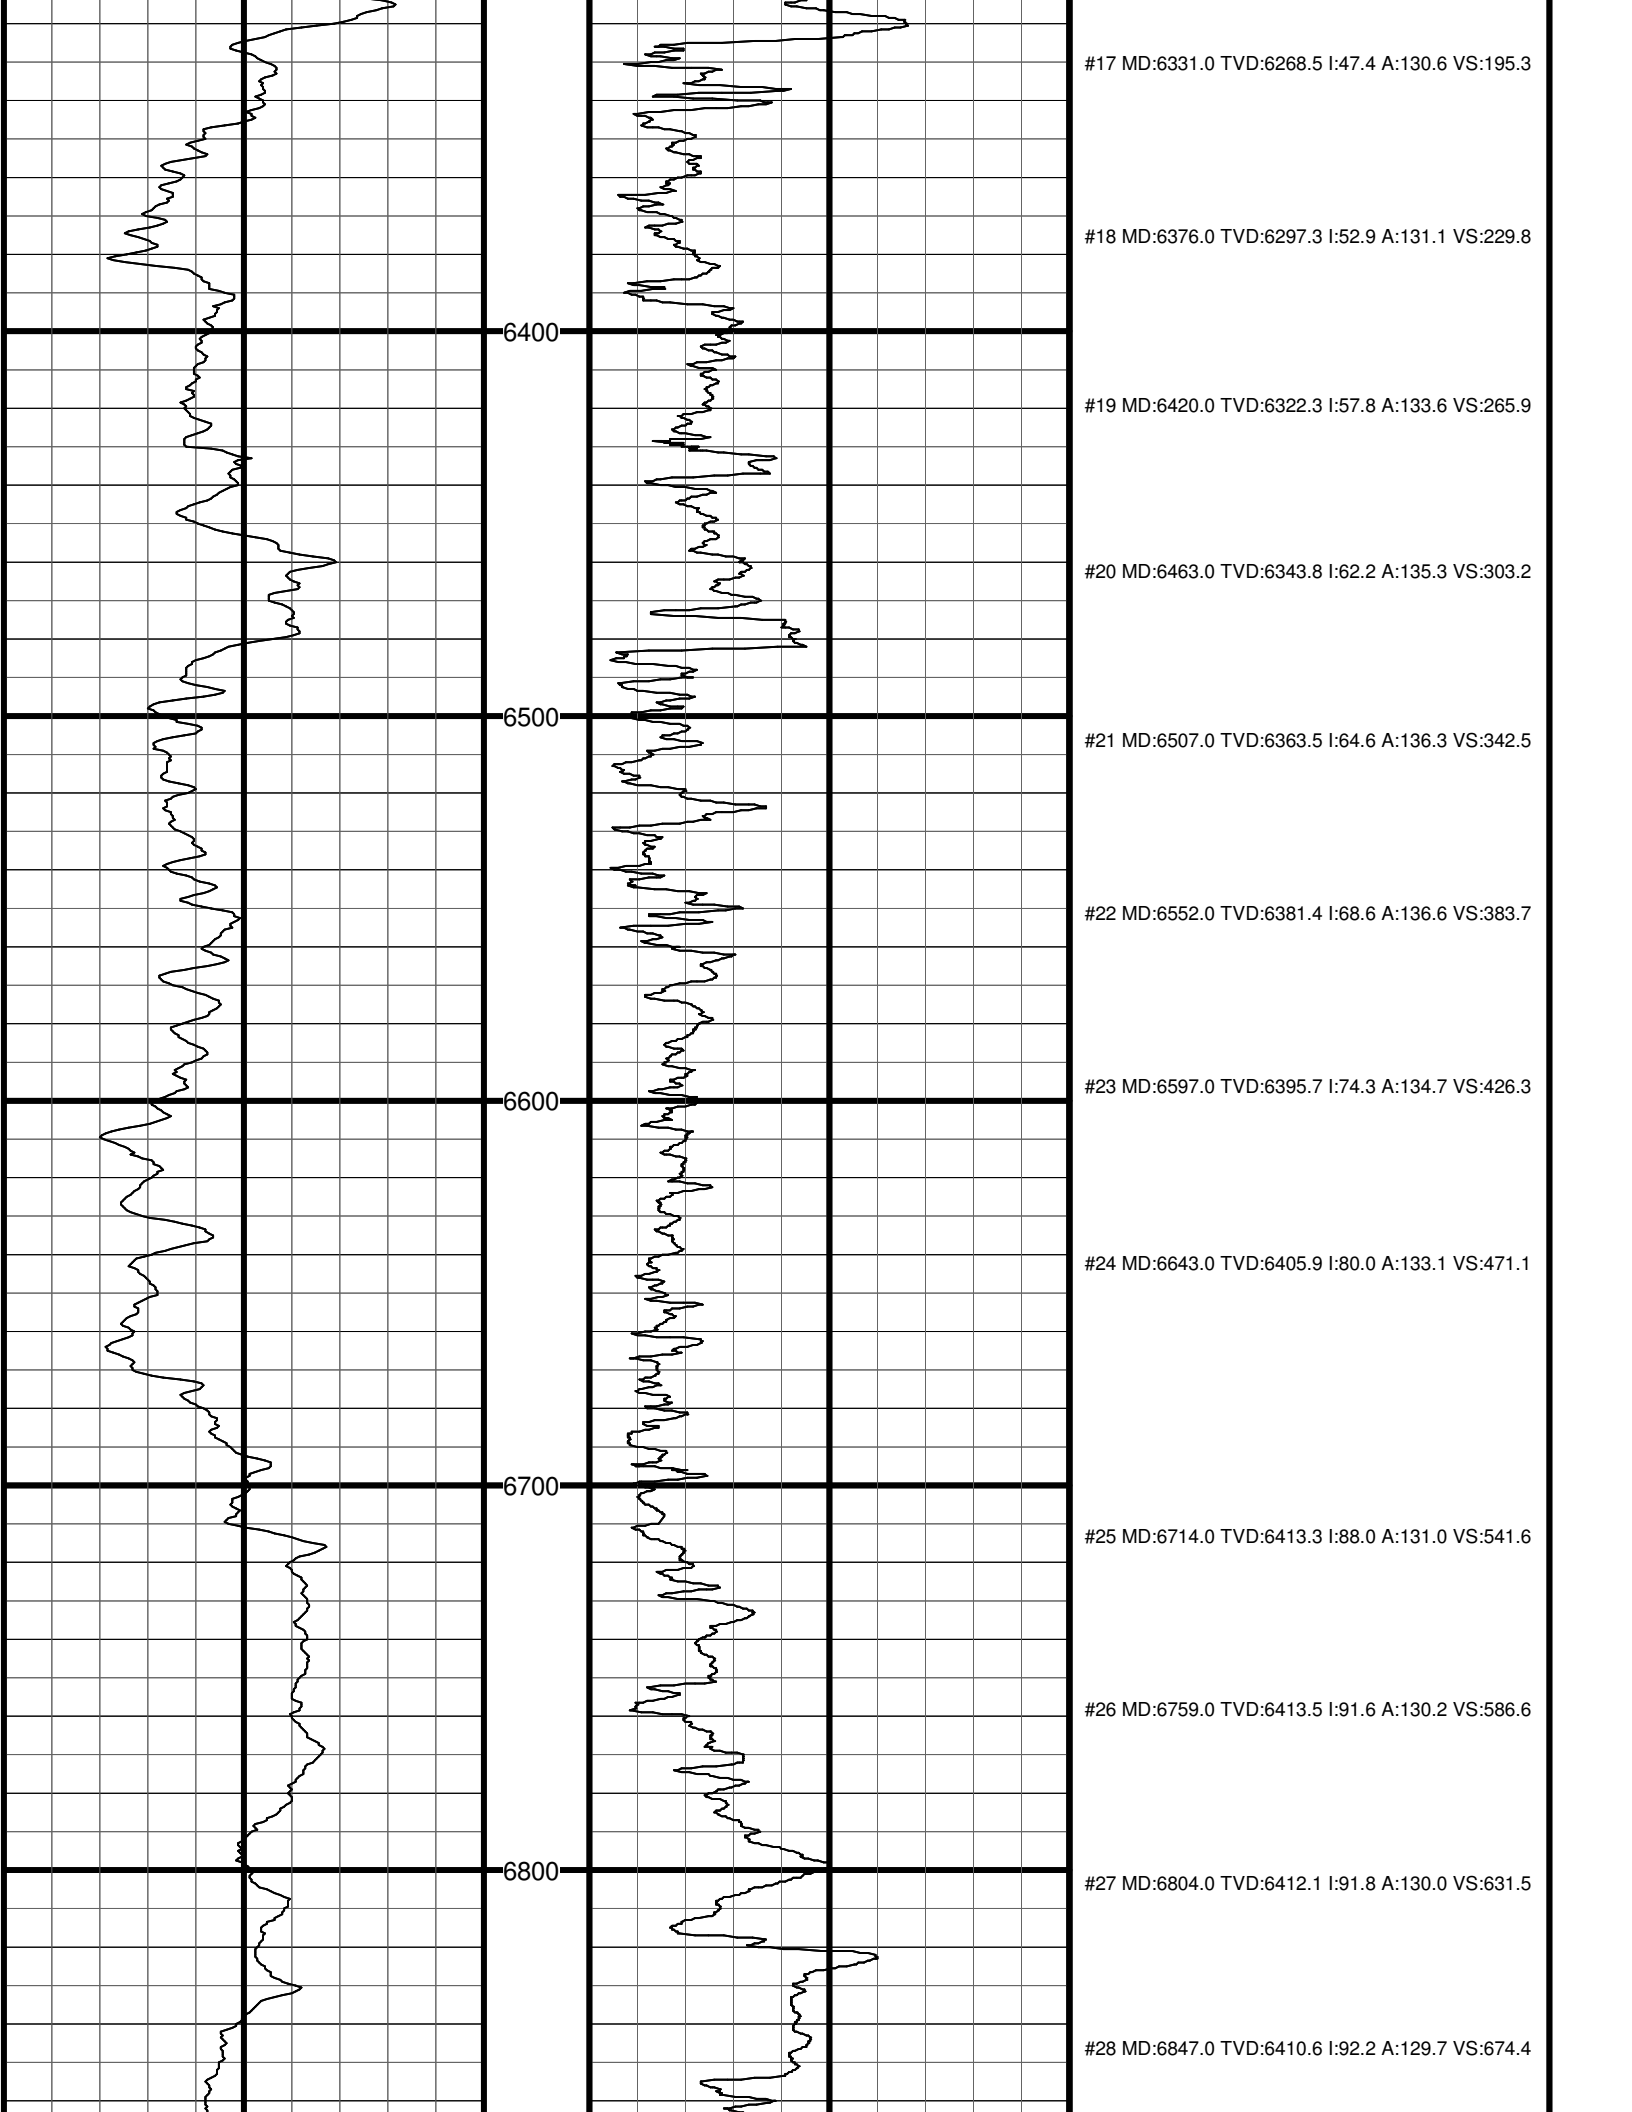 #17 MD:6331.0 TVD:6268.5 I:47.4 A:130.6 VS:195.3
#18 MD:6376.0 TVD:6297.3 I:52.9 A:131.1 VS:229.8
6400
#19 MD:6420.0 TVD:6322.3 I:57.8 A:133.6 VS:265.9
#20 MD:6463.0 TVD:6343.8 I:62.2 A:135.3 VS:303.2
6500
#21 MD:6507.0 TVD:6363.5 I:64.6 A:136.3 VS:342.5
#22 MD:6552.0 TVD:6381.4 I:68.6 A:136.6 VS:383.7
#23 MD:6597.0 TVD:6395.7 I:74.3 A:134.7 VS:426.3
6600
#24 MD:6643.0 TVD:6405.9 I:80.0 A:133.1 VS:471.1
6700
#25 MD:6714.0 TVD:6413.3 I:88.0 A:131.0 VS:541.6
#26 MD:6759.0 TVD:6413.5 I:91.6 A:130.2 VS:586.6
6800
#27 MD:6804.0 TVD:6412.1 I:91.8 A:130.0 VS:631.5
#28 MD:6847.0 TVD:6410.6 I:92.2 A:129.7 VS:674.4